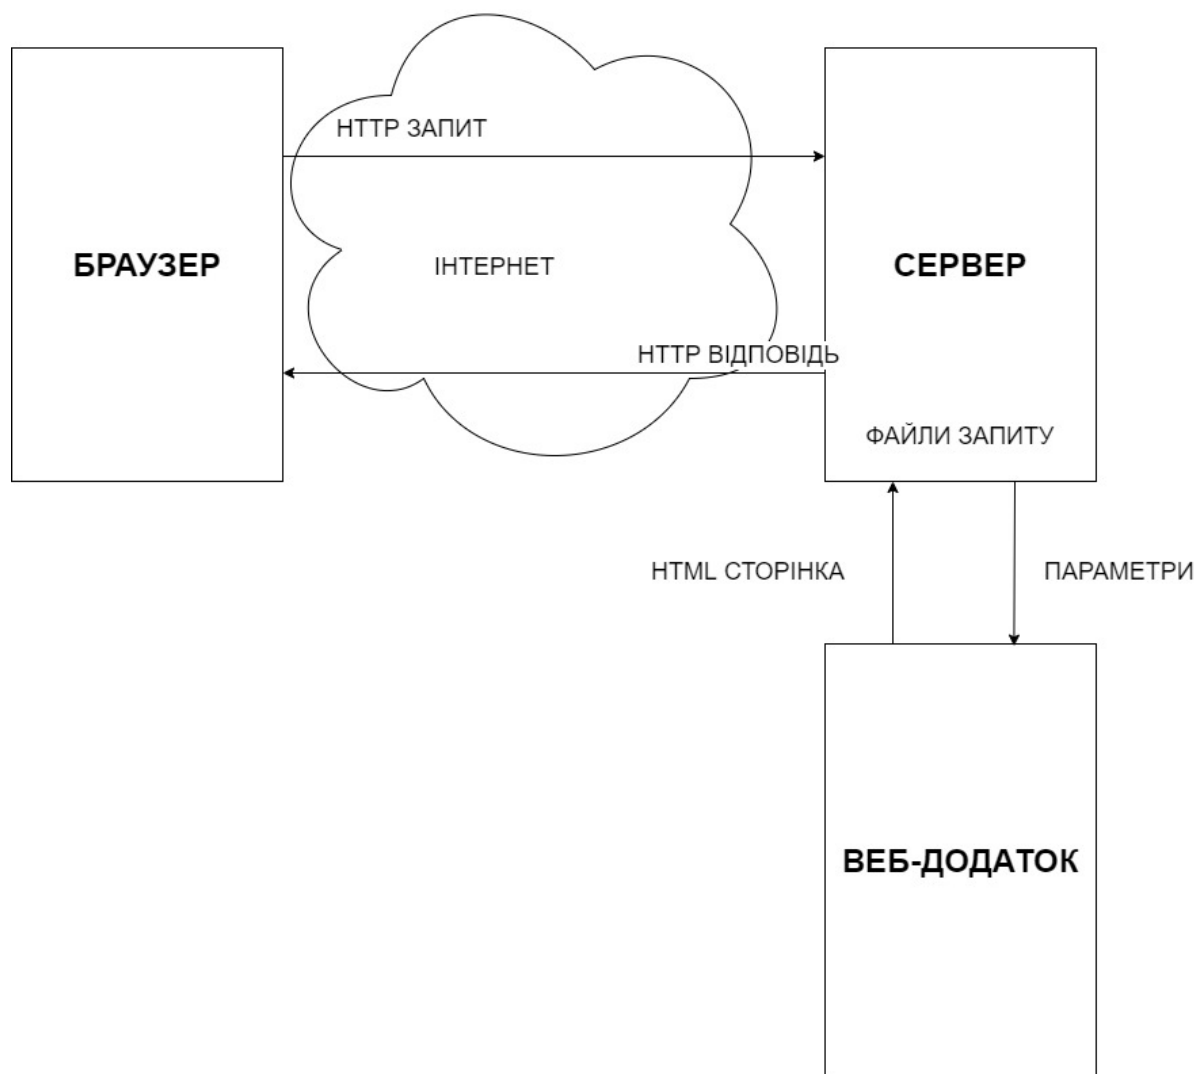 HTTP ЗАПИТ
БРАУЗЕР
ІНТЕРНЕТ
СЕРВЕР
HTTP ВІДПОВІДЬ
ФАЙЛИ ЗАПИТУ
HTML СТОРІНКА
ПАРАМЕТРИ
ВЕБ-ДОДАТОК